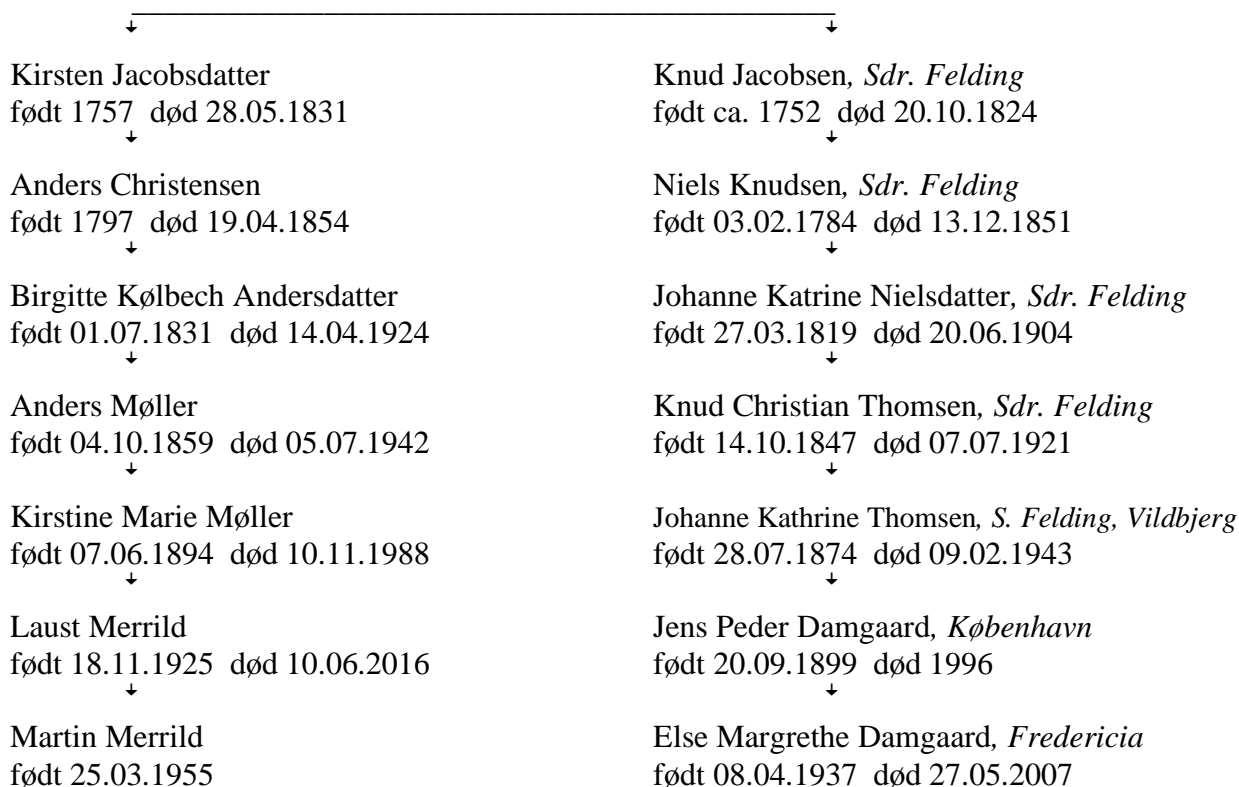 Kirsten Jacobsdatter
født 1757 død 28.05.1831
Knud Jacobsen, Sdr. Felding
født ca. 1752 død 20.10.1824
Anders Christensen
født 1797 død 19.04.1854
Niels Knudsen, Sdr. Felding
født 03.02.1784 død 13.12.1851
Birgitte Kølbech Andersdatter
født 01.07.1831 død 14.04.1924
Johanne Katrine Nielsdatter, Sdr. Felding
født 27.03.1819 død 20.06.1904
Anders Møller
født 04.10.1859 død 05.07.1942
Knud Christian Thomsen, Sdr. Felding
født 14.10.1847 død 07.07.1921
Kirstine Marie Møller
født 07.06.1894 død 10.11.1988
Johanne Kathrine Thomsen, S. Felding, Vildbjerg
født 28.07.1874 død 09.02.1943
Laust Merrild
født 18.11.1925 død 10.06.2016
Jens Peder Damgaard, København
født 20.09.1899 død 1996
Martin Merrild
født 25.03.1955
Else Margrethe Damgaard, Fredericia
født 08.04.1937 død 27.05.2007